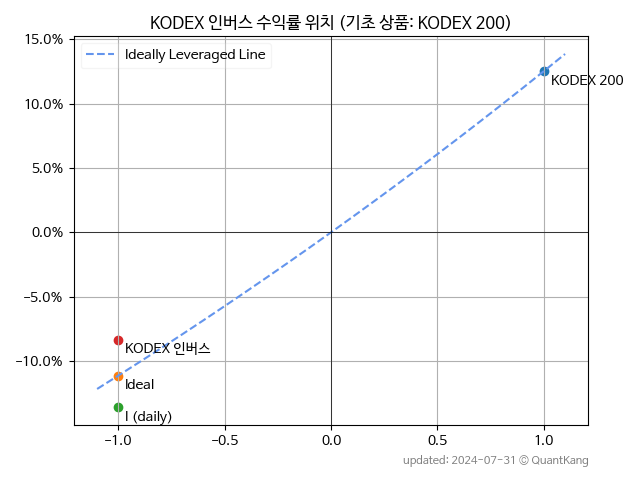 KODEX 인버스 수익률 위치 (기초 상품: KODEX 200)
Ideally Leveraged Line
15.0%
10.0%
5.0%
0.0%
−5.0%
−10.0%
KODEX 200
KODEX 인버스
Ideal
I (daily)
−1.0
−0.5
0.0
0.5
1.0
updated: 2024-07-31 © QuantKang